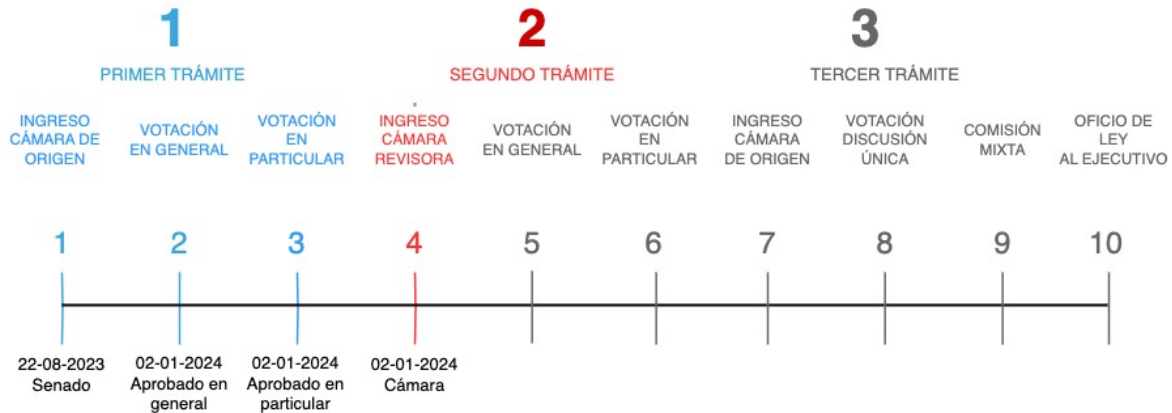 1
2
3
PRIMER TRÁMITE
SEGUNDO TRÁMITE
TERCER TRÁMITE
INGRESO
CÁMARA DE
ORIGEN
VOTACIÓN
EN GENERAL
VOTACIÓN
EN
PARTICULAR
INGRESO
CÁMARA
REVISORA
VOTACIÓN
EN GENERAL
VOTACIÓN
EN
PARTICULAR
INGRESO
CÁMARA
DE ORIGEN
VOTACIÓN
DISCUSIÓN
ÚNICA
COMISIÓN
MIXTA
OFICIO DE
LEY
AL EJECUTIVO
1
2
3
4
5
6
7
8
9
10
22-08-2023
Senado
02-01-2024
Aprobado en
general
02-01-2024
Aprobado en
particular
02-01-2024
Cámara